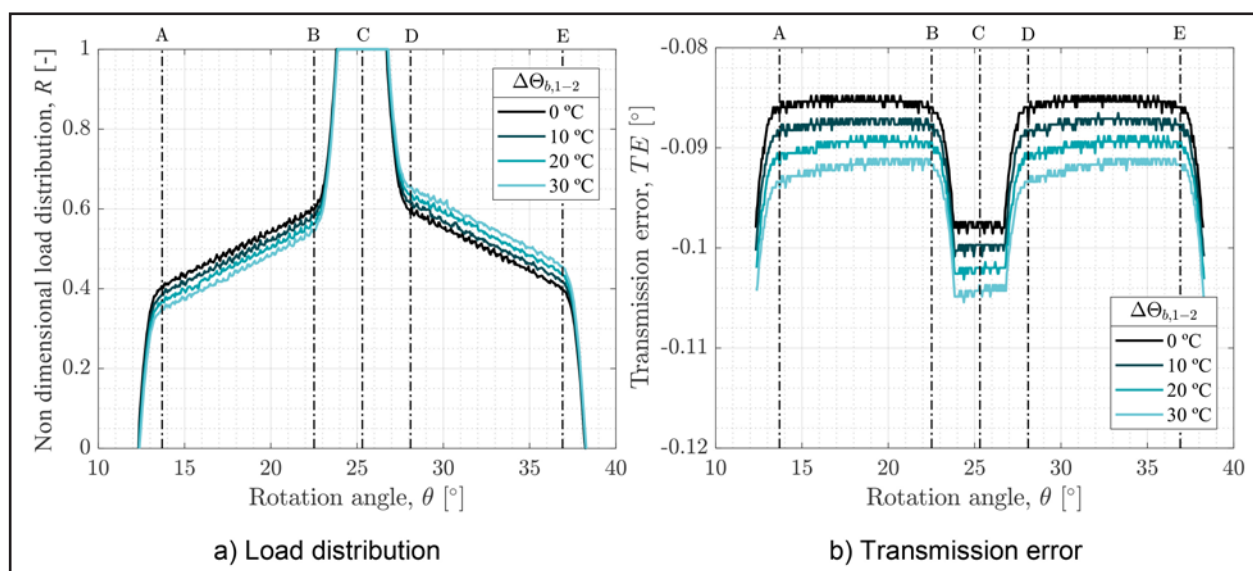 A B C D E
Non dimensional load distribution, R [-]
1
0.8
0.6
0.4
0.2
0
10 15 20 25 30 35 40
Rotation angle, θ [°]
ΔΘb,1−2
0 ºC
10 ºC
20 ºC
30 ºC
a) Load distribution
A B C D E
Transmission error, TE [°]
-0.08
-0.09
-0.1
-0.11
-0.12
10 15 20 25 30 35 40
Rotation angle, θ [°]
ΔΘb,1−2
0 ºC
10 ºC
20 ºC
30 ºC
b) Transmission error